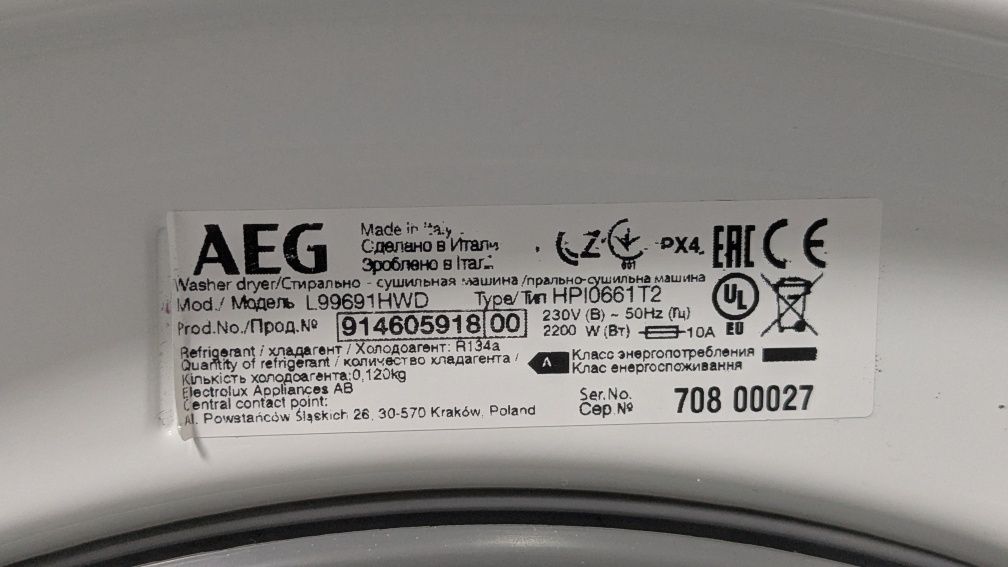 AEG
Made in Italy
Сделано в Италии
Зроблено в Італ
IPX4
EAC
CE
Washer dryer/Стирально - сушильная машина /прально-сушильна машина
Mod./ Модель L99691HWD Type/Тип HPI0661T2
Prod.No./Прод.№ 914605918 00
230V (В) ~ 50Hz (Гц)
2200 W (Вт) 10A
UL
EU
Refrigerant / хладагент / Холодоагент: R134a
Quantity of refrigerant / количество хладагента /
Кількість холодоагента:0,120kg
A
Класс энергопотребления
Клас енергоспоживання
Electrolux Appliances AB
Central contact point:
Al. Powstańców Śląskich 26, 30-570 Kraków, Poland
Ser.No.
Сер.№ 708 00027